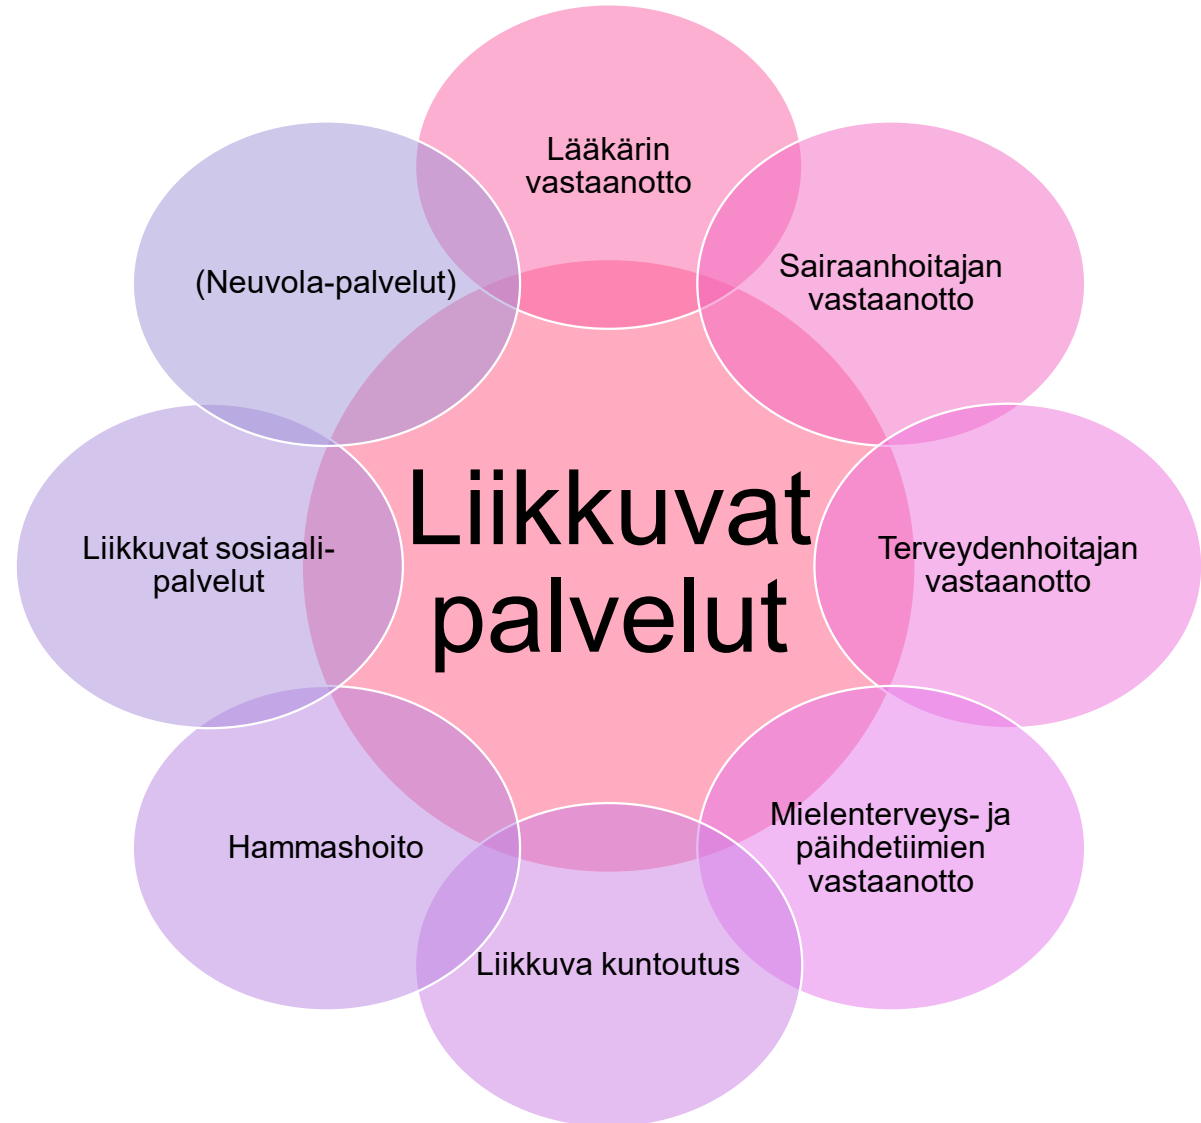 Lääkärin
vastaanotto
Sairaanhoitajan
vastaanotto
Terveydenhoitajan
vastaanotto
Mielenterveys- ja
päihdetiimien
vastaanotto
Liikkuva kuntoutus
Hammashoito
Liikkuvat sosiaali-
palvelut
(Neuvola-palvelut)
Liikkuvat
palvelut